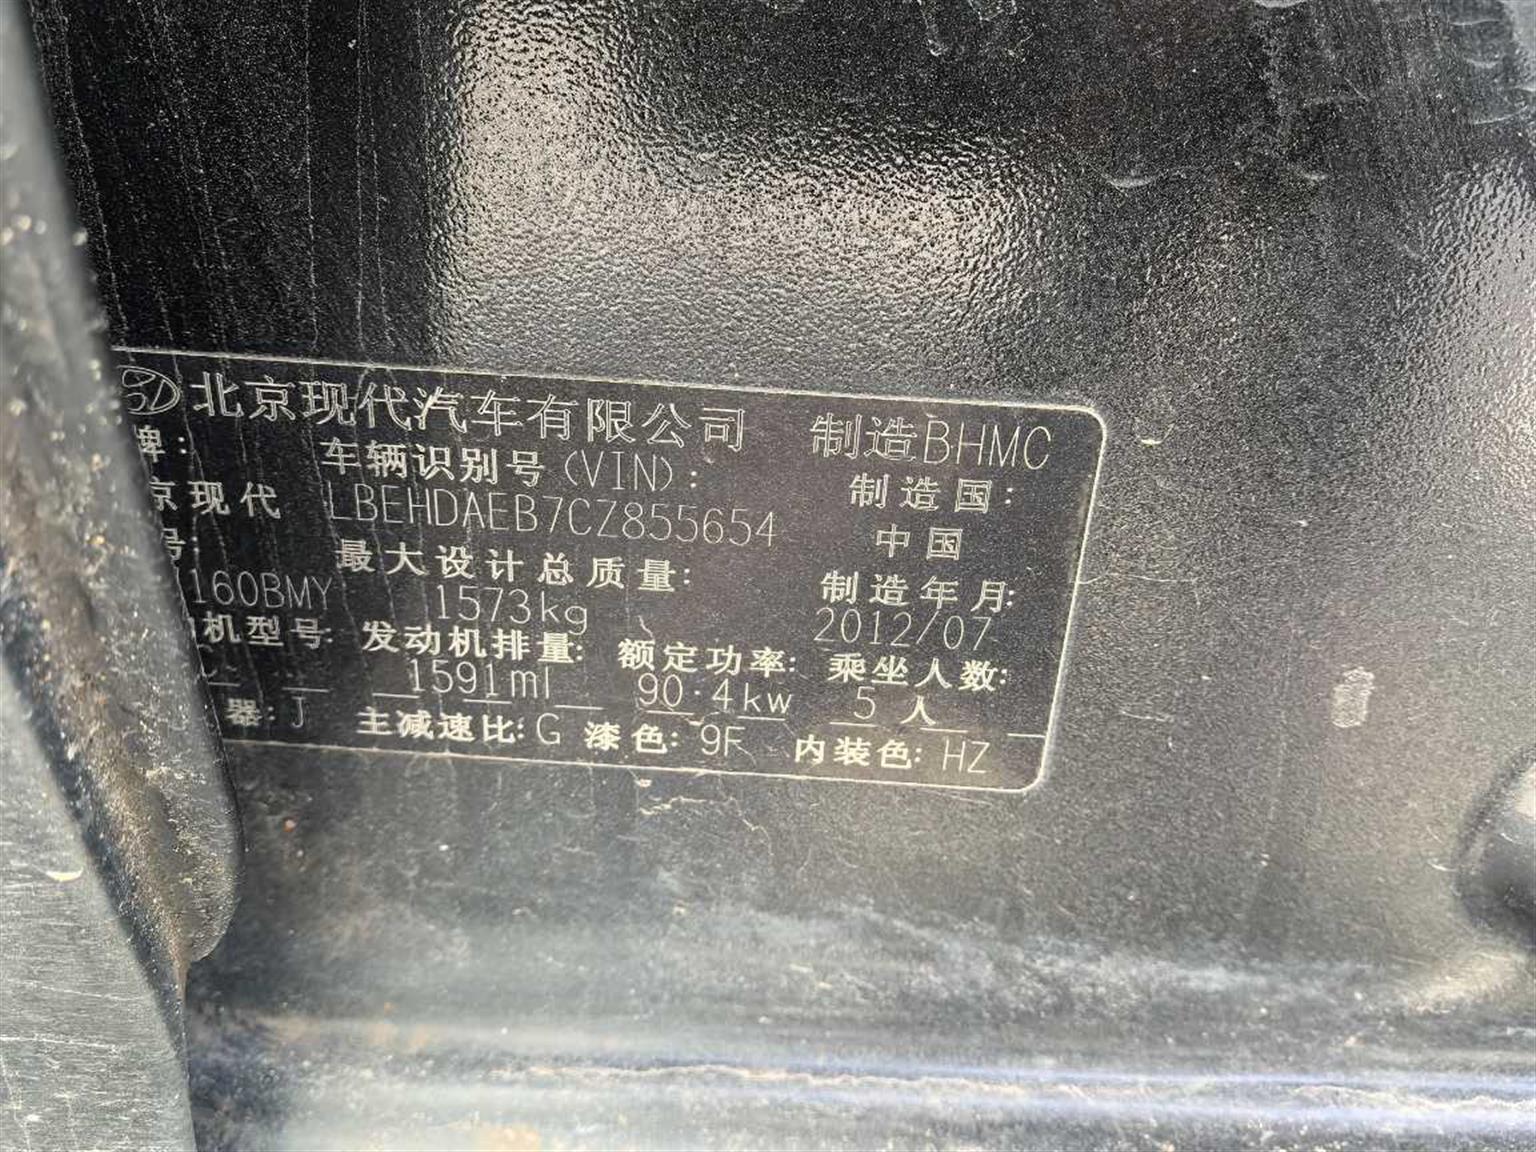 北京现代汽车有限公司 制造BHMC
牌: 车辆识别号(VIN): 制造国:
京现代 LBEHDAEB7CZ855654 中国
号: 最大设计总质量: 制造年月:
160BMY 1573kg 2012/07
机型号: 发动机排量: 额定功率: 乘坐人数:
1591ml 90.4kw 5人
器:J 主减速比:G 漆色:9F 内装色:HZ